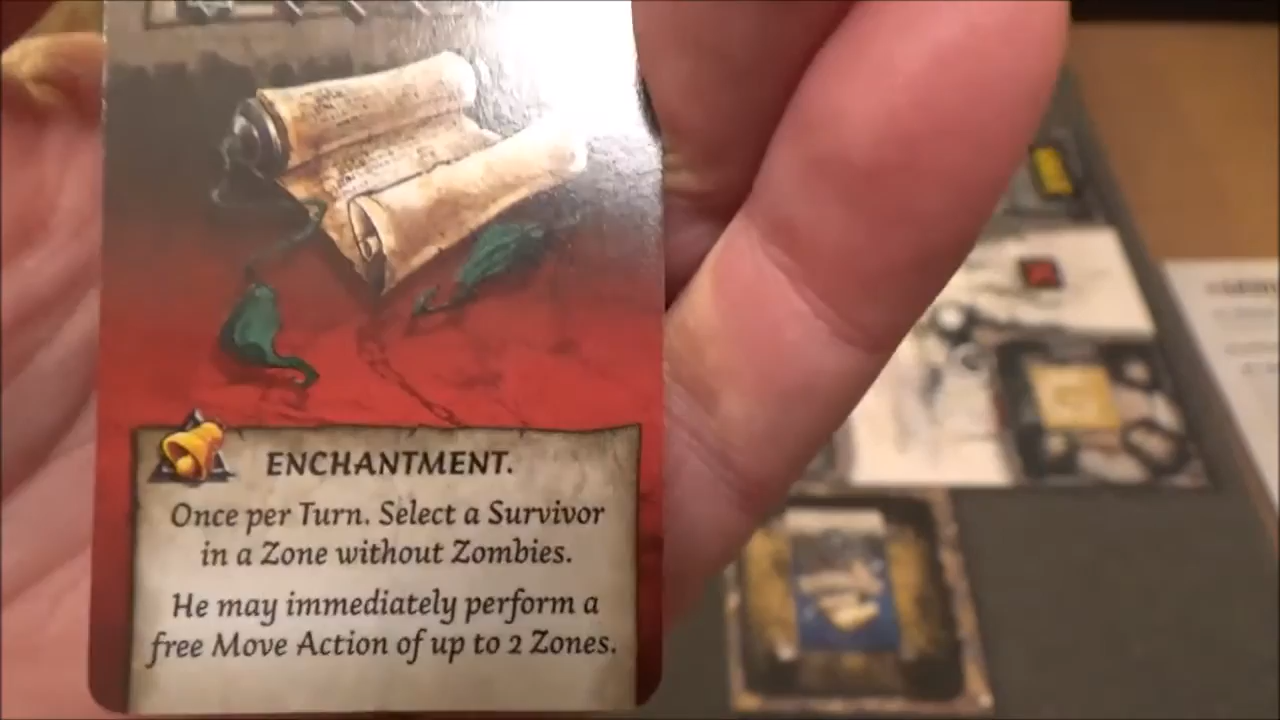 ENCHANTMENT.
Once per Turn. Select a Survivor
in a Zone without Zombies.
He may immediately perform a
free Move Action of up to 2 Zones.